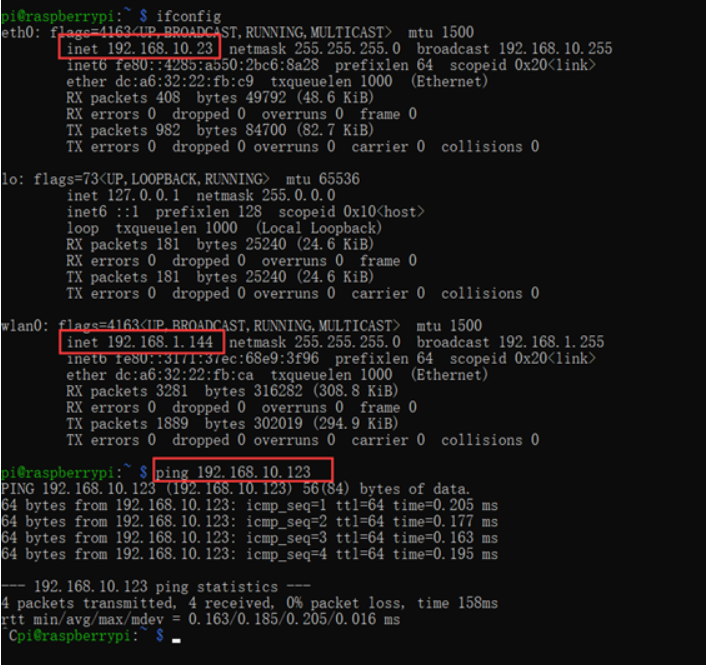 pi@raspberrypi:~ $ ifconfig
eth0: flags=4163<UP,BROADCAST,RUNNING,MULTICAST>  mtu 1500
        inet 192.168.10.23  netmask 255.255.255.0  broadcast 192.168.10.255
        inet6 fe80::4285:a550:2bc6:8a28  prefixlen 64  scopeid 0x20<link>
        ether dc:a6:32:22:fb:c9  txqueuelen 1000  (Ethernet)
        RX packets 408  bytes 49792 (48.6 KiB)
        RX errors 0  dropped 0  overruns 0  frame 0
        TX packets 982  bytes 84700 (82.7 KiB)
        TX errors 0  dropped 0 overruns 0  carrier 0  collisions 0
lo: flags=73<UP,LOOPBACK,RUNNING>  mtu 65536
        inet 127.0.0.1  netmask 255.0.0.0
        inet6 ::1  prefixlen 128  scopeid 0x10<host>
        loop  txqueuelen 1000  (Local Loopback)
        RX packets 181  bytes 25240 (24.6 KiB)
        RX errors 0  dropped 0  overruns 0  frame 0
        TX packets 181  bytes 25240 (24.6 KiB)
        TX errors 0  dropped 0 overruns 0  carrier 0  collisions 0
wlan0: flags=4163<UP,BROADCAST,RUNNING,MULTICAST>  mtu 1500
        inet 192.168.1.144  netmask 255.255.255.0  broadcast 192.168.1.255
        inet6 fe80::3171:37ec:68e9:3f96  prefixlen 64  scopeid 0x20<link>
        ether dc:a6:32:22:fb:ca  txqueuelen 1000  (Ethernet)
        RX packets 3281  bytes 316282 (308.8 KiB)
        RX errors 0  dropped 0  overruns 0  frame 0
        TX packets 1889  bytes 302019 (294.9 KiB)
        TX errors 0  dropped 0 overruns 0  carrier 0  collisions 0
pi@raspberrypi:~ $ ping 192.168.10.123
PING 192.168.10.123 (192.168.10.123) 56(84) bytes of data.
64 bytes from 192.168.10.123: icmp_seq=1 ttl=64 time=0.205 ms
64 bytes from 192.168.10.123: icmp_seq=2 ttl=64 time=0.177 ms
64 bytes from 192.168.10.123: icmp_seq=3 ttl=64 time=0.163 ms
64 bytes from 192.168.10.123: icmp_seq=4 ttl=64 time=0.195 ms
--- 192.168.10.123 ping statistics ---
4 packets transmitted, 4 received, 0% packet loss, time 158ms
rtt min/avg/max/mdev = 0.163/0.185/0.205/0.016 ms
^Cpi@raspberrypi:~ $